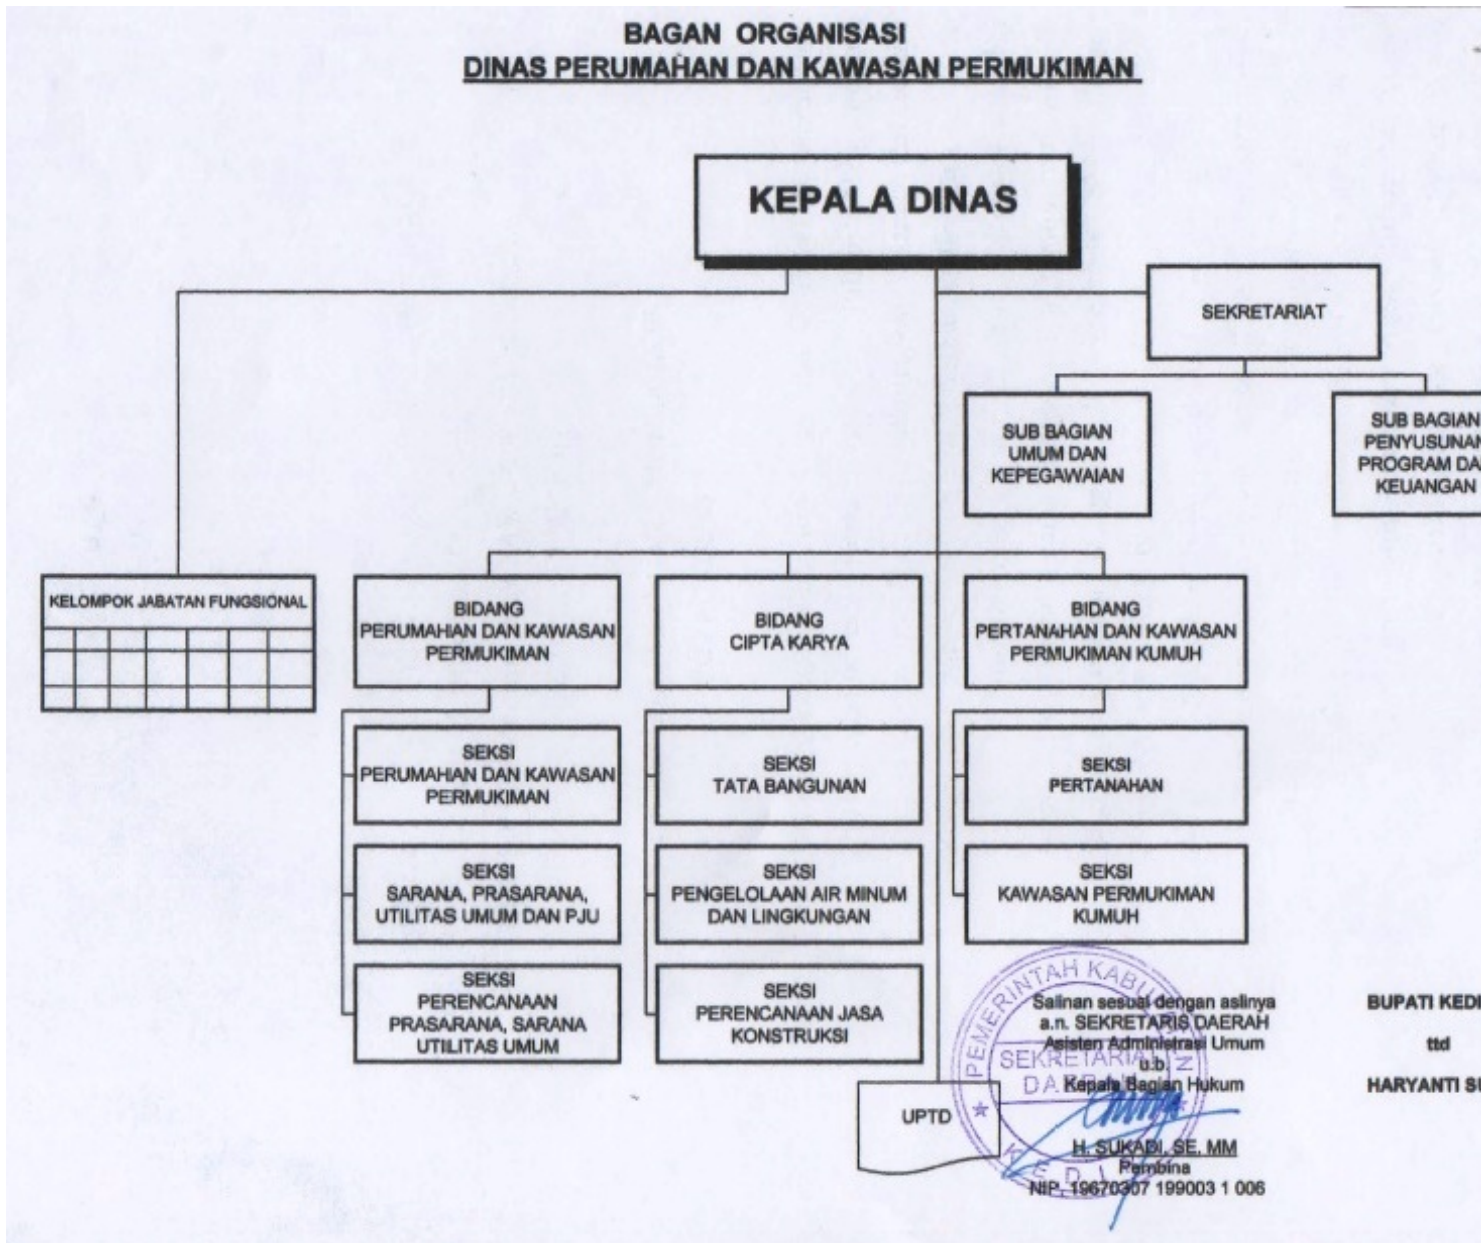 BAGAN ORGANISASI
DINAS PERUMAHAN DAN KAWASAN PERMUKIMAN
KEPALA DINAS
SEKRETARIAT
SUB BAGIAN
UMUM DAN
KEPEGAWAIAN
SUB BAGIAN
PENYUSUNAN
PROGRAM DA
KEUANGAN
KELOMPOK JABATAN FUNGSIONAL
BIDANG
PERUMAHAN DAN KAWASAN
PERMUKIMAN
BIDANG
CIPTA KARYA
BIDANG
PERTANAHAN DAN KAWASAN
PERMUKIMAN KUMUH
SEKSI
PERUMAHAN DAN KAWASAN
PERMUKIMAN
SEKSI
TATA BANGUNAN
SEKSI
PERTANAHAN
SEKSI
SARANA, PRASARANA,
UTILITAS UMUM DAN PJU
SEKSI
PENGELOLAAN AIR MINUM
DAN LINGKUNGAN
SEKSI
KAWASAN PERMUKIMAN
KUMUH
SEKSI
PERENCANAAN
PRASARANA, SARANA
UTILITAS UMUM
SEKSI
PERENCANAAN JASA
KONSTRUKSI
UPTD
Salinan sesuai dengan aslinya
a.n. SEKRETARIS DAERAH
Asisten Administrasi Umum
u.b.
Kepala Bagian Hukum
H. SUKADI, SE, MM
Pembina
NIP. 19670307 199003 1 006
PEMERINTAH KABUPATEN
SEKRETARIAT
DAERAH
KEDIRI
BUPATI KED
ttd
HARYANTI S